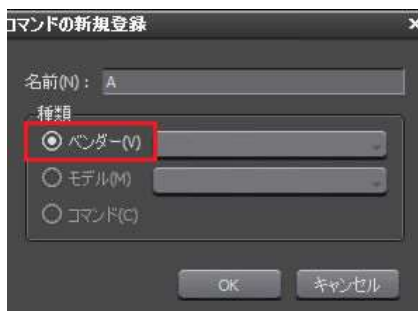 コマンドの新規登録
名前(N): A
種類
ベンダー(V)
モデル(M)
コマンド(C)
OK キャンセル